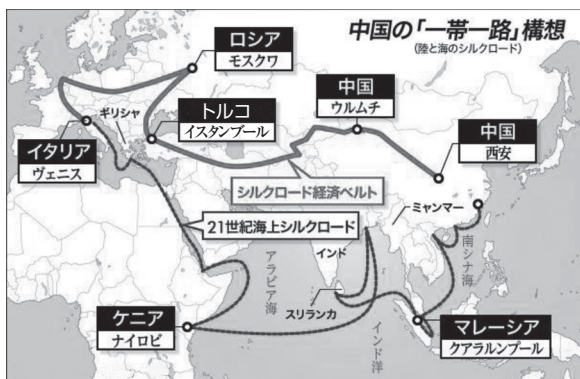 中国の「一帯一路」構想
(陸と海のシルクロード)
ロシア
モスクワ
中国
ウルムチ
ギリシャ
トルコ
イスタンブール
中国
西安
イタリア
ヴェニス
シルクロード経済ベルト
ミャンマー
21世紀海上シルクロード
インド
南シナ海
アラビア海
スリランカ
ケニア
ナイロビ
インド洋
マレーシア
クアラルンプール